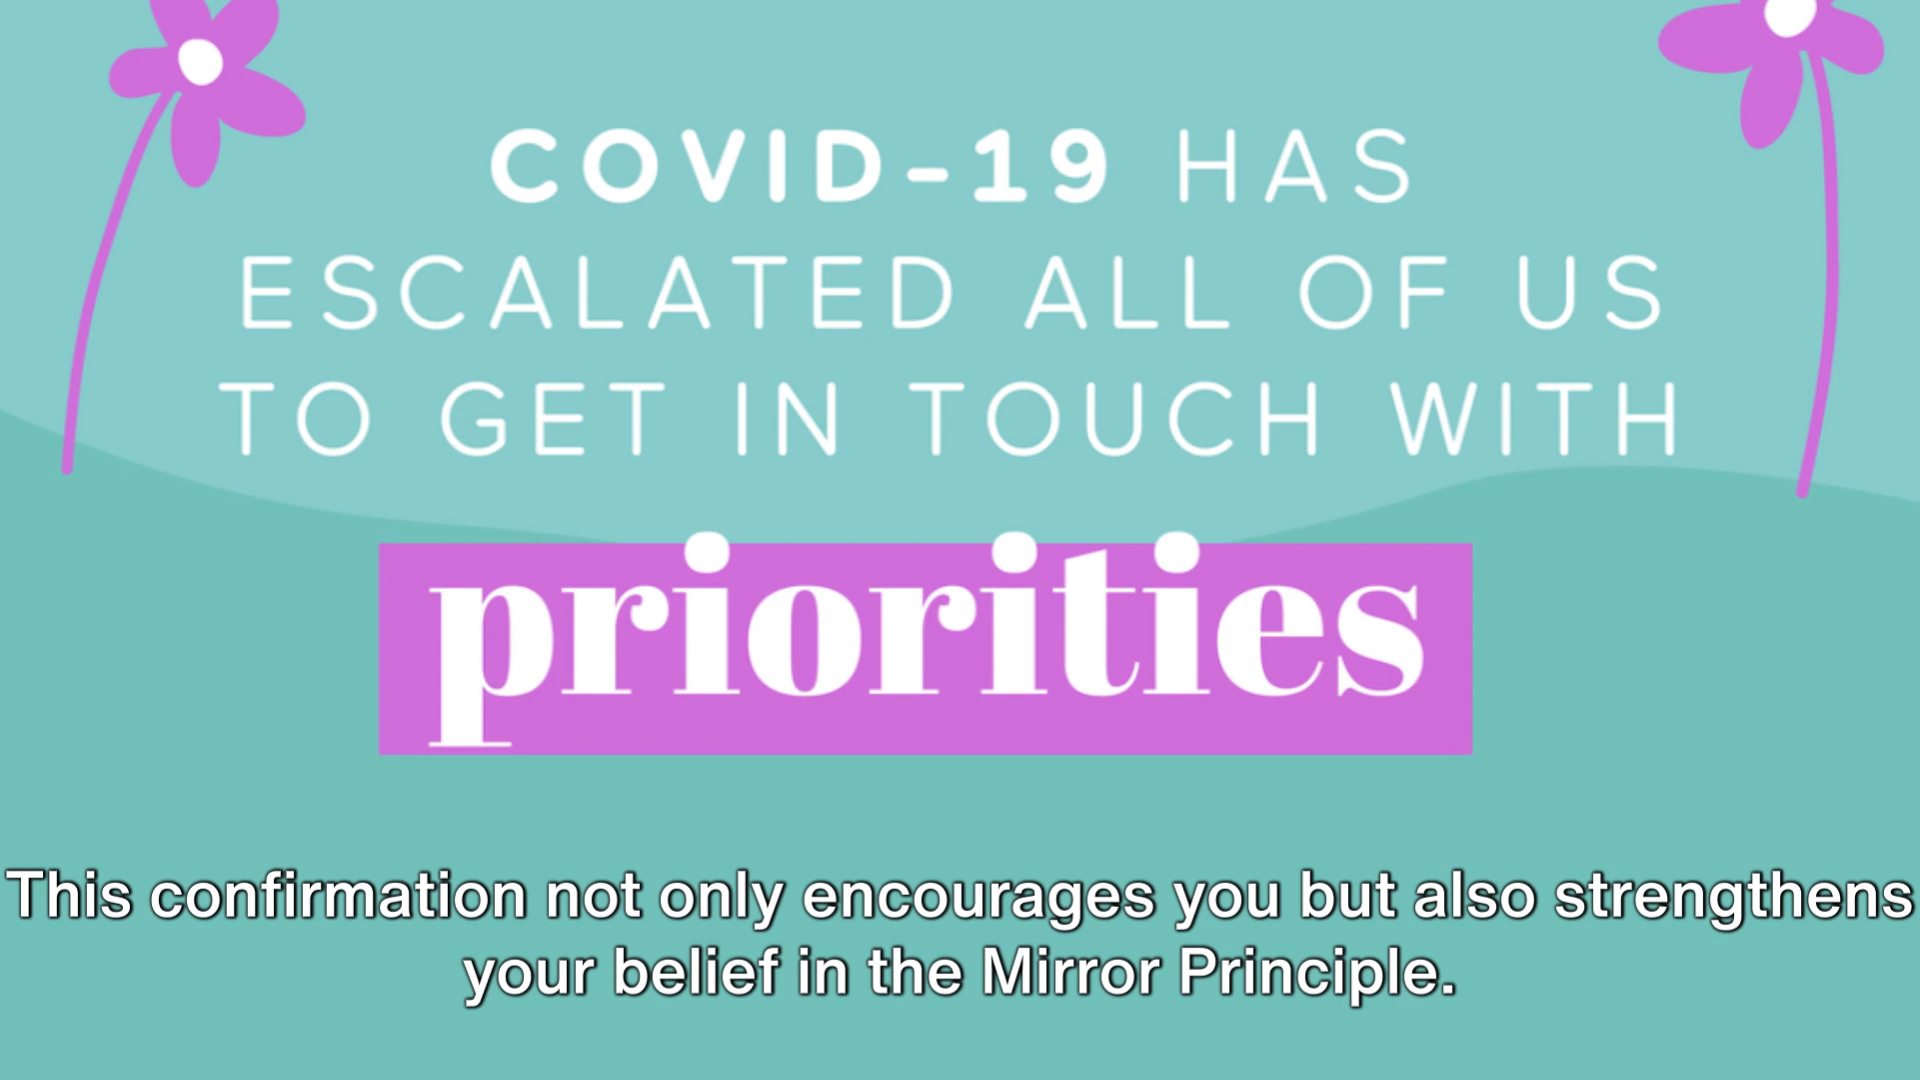 COVID-19 HAS
ESCALATED ALL OF US
TO GET IN TOUCH WITH
priorities
This confirmation not only encourages you but also strengthens
your belief in the Mirror Principle.